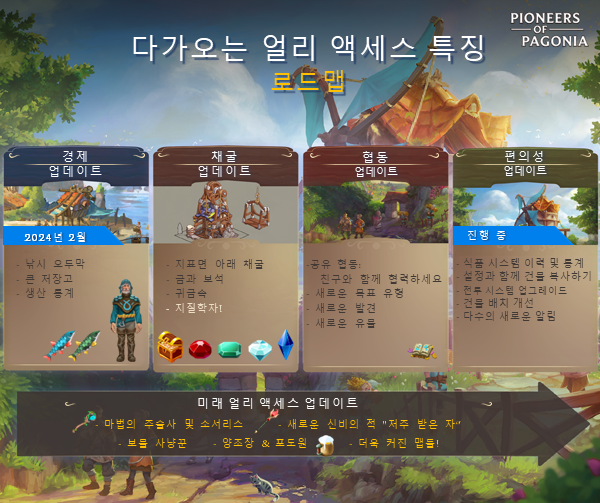 PIONEERS
OF
PAGONIA
다가오는 얼리 액세스 특징
로드맵
경제
업데이트
2024년 2월
- 낚시 오두막
- 큰 저장고
- 생산 통계
채굴
업데이트
- 지표면 아래 채굴
- 금과 보석
- 귀금속
- 지질학자!
협동
업데이트
-공유 협동:
친구와 함께 협력하세요
- 새로운 목표 유형
- 새로운 발견
- 새로운 유물
편의성
업데이트
진행 중
- 식품 시스템 이력 및 통계
- 설정과 함께 건물 복사하기
- 전투 시스템 업그레이드
- 건물 배치 개선
- 다수의 새로운 알림
미래 얼리 액세스 업데이트
- 마법의 주술사 및 소서리스 - 새로운 신비의 적 "저주 받은 자"
- 보물 사냥꾼 - 양조장 & 포도원 - 더욱 커진 맵들!